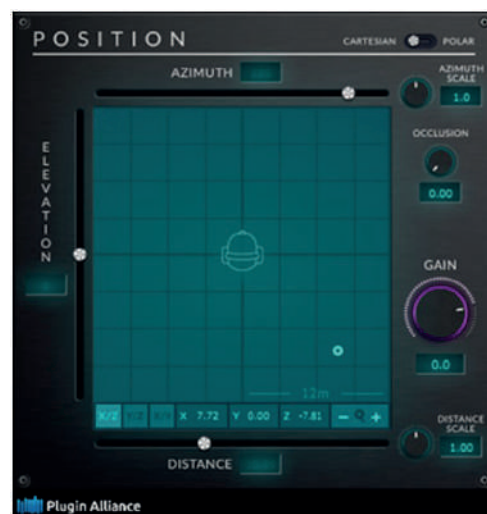 POSITION
CARTESIAN POLAR
AZIMUTH
AZIMUTH
SCALE
1.0
OCCLUSION
0.00
ELEVATION
GAIN
0.0
12m
X/Z Y/Z X/Y X 7.72 Y 0.00 Z -7.81 − +
DISTANCE
SCALE
1.00
DISTANCE
Plugin Alliance